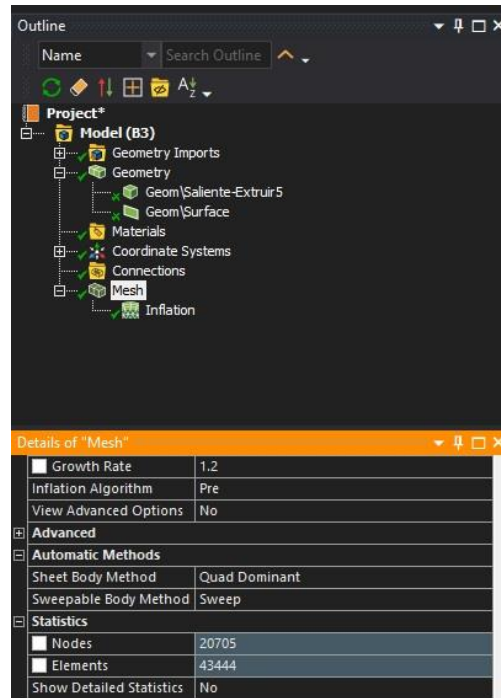 Outline
Name Search Outline
Project*
Model (B3)
Geometry Imports
Geometry
Geom\Saliente-Extruir5
Geom\Surface
Materials
Coordinate Systems
Connections
Mesh
Inflation
Details of "Mesh"
Growth Rate 1.2
Inflation Algorithm Pre
View Advanced Options No
Advanced
Automatic Methods
Sheet Body Method Quad Dominant
Sweepable Body Method Sweep
Statistics
Nodes 20705
Elements 43444
Show Detailed Statistics No